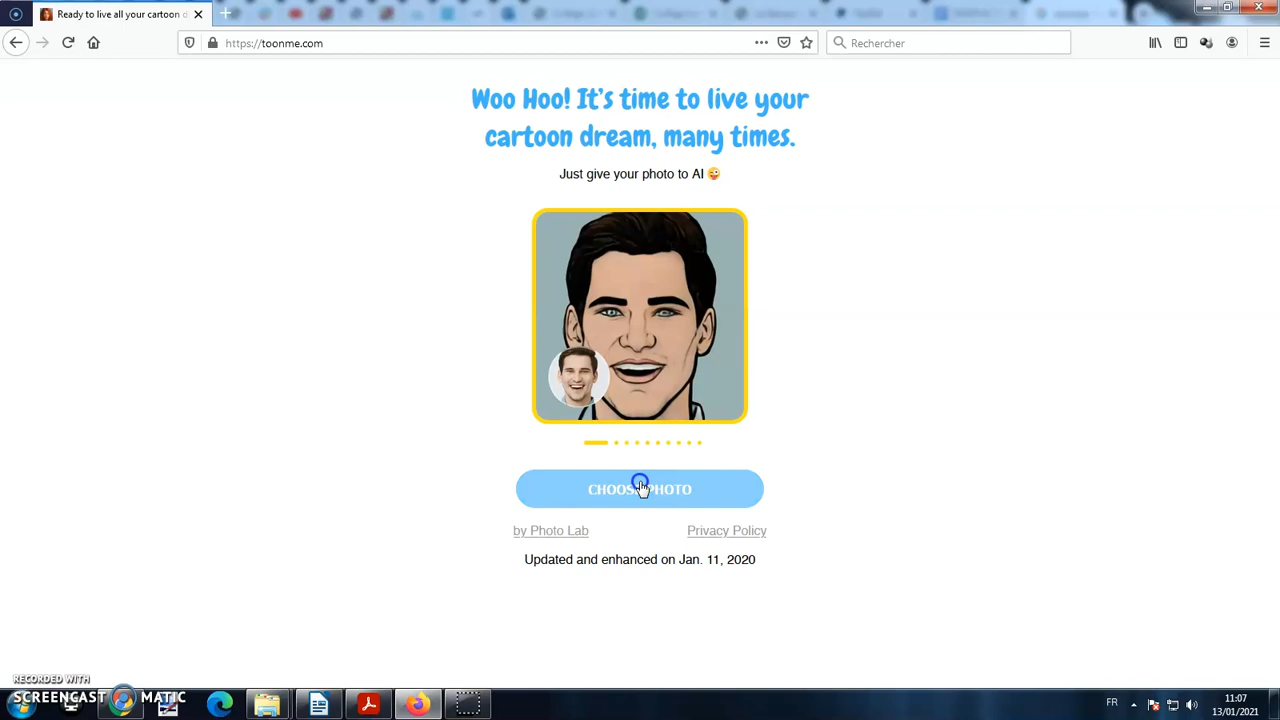 Ready to live all your cartoon d
https://toonme.com
Rechercher
Woo Hoo! It's time to live your
cartoon dream, many times.
Just give your photo to AI 😜
CHOOSE PHOTO
by Photo Lab
Privacy Policy
Updated and enhanced on Jan. 11, 2020
RECORDED WITH
SCREENCAST MATIC
FR
11:07
13/01/2021